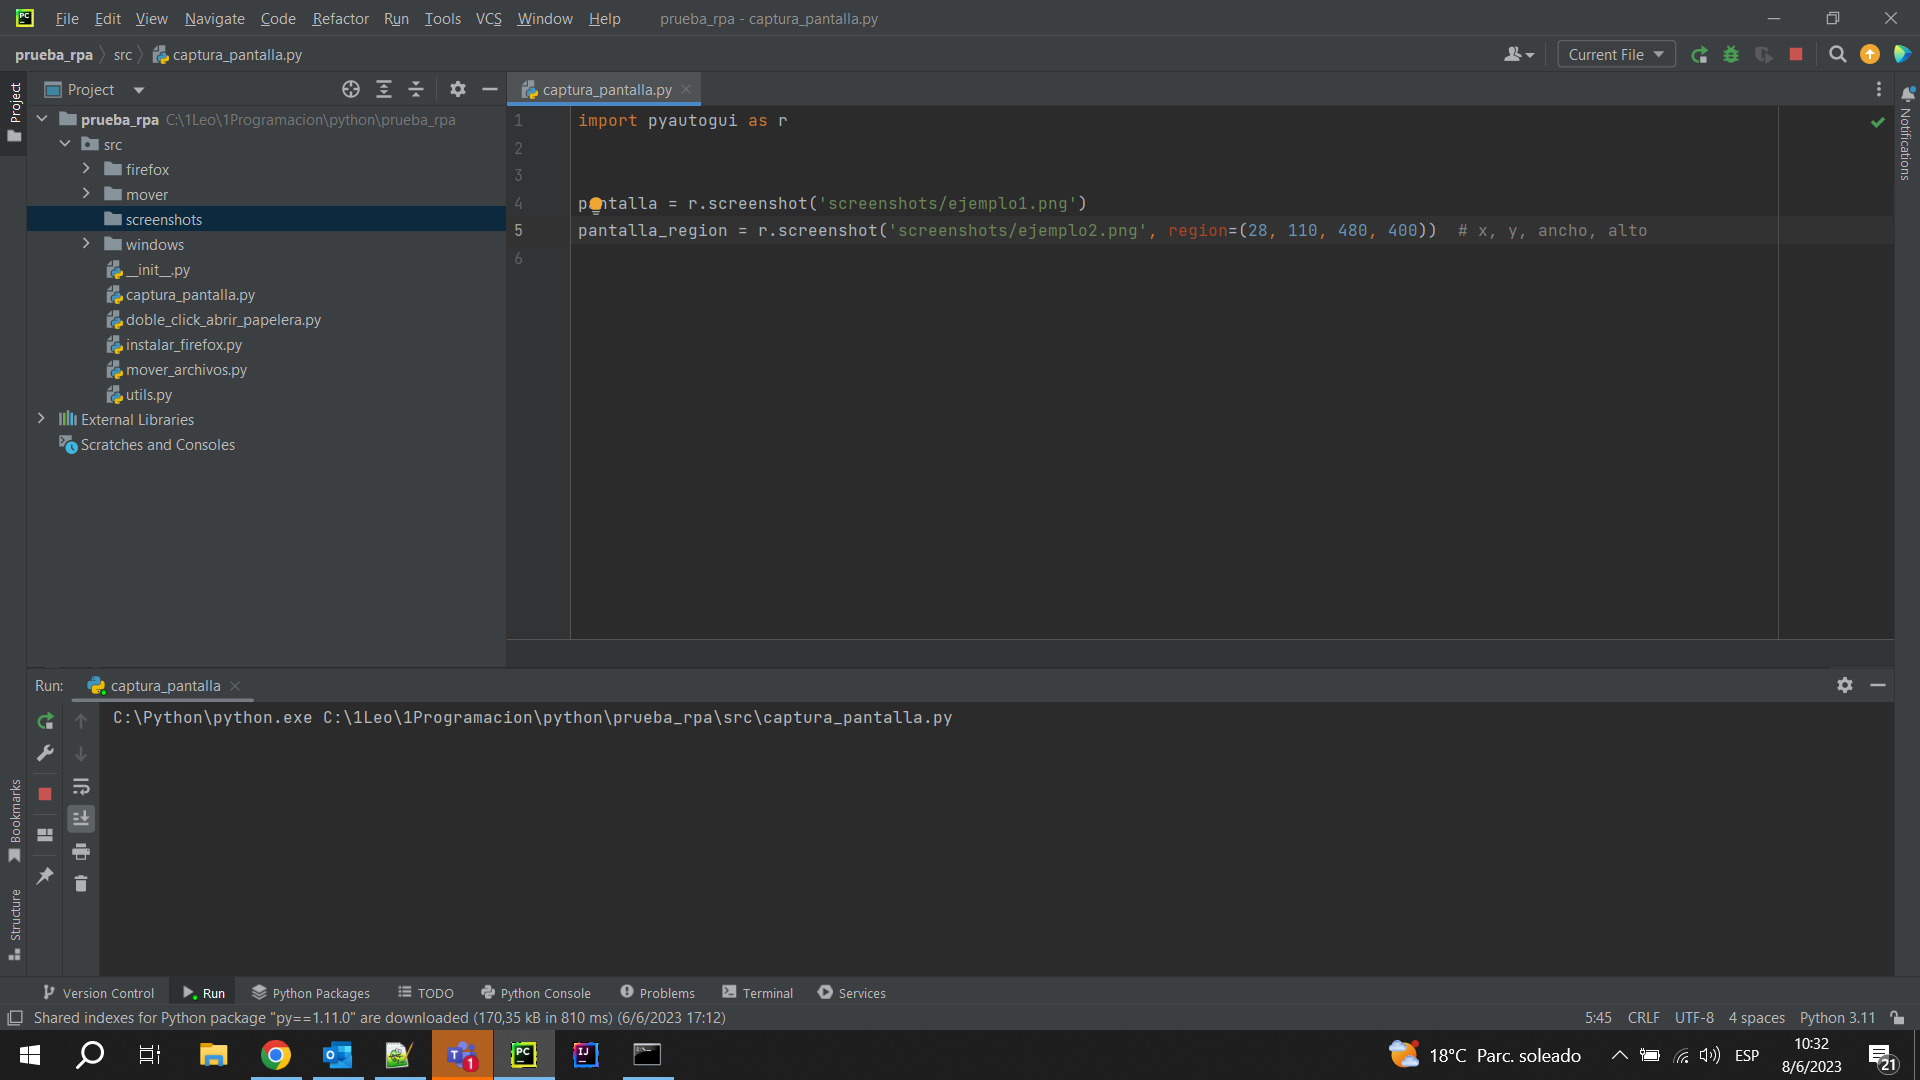 File Edit View Navigate Code Refactor Run Tools VCS Window Help prueba_rpa - captura_pantalla.py
prueba_rpa src captura_pantalla.py Current File
Project captura_pantalla.py
Project
prueba_rpa C:\1Leo\1Programacion\python\prueba_rpa
src
firefox
mover
screenshots
windows
__init__.py
captura_pantalla.py
doble_click_abrir_papelera.py
instalar_firefox.py
mover_archivos.py
utils.py
External Libraries
Scratches and Consoles
1 import pyautogui as r
2
3
4 pantalla = r.screenshot('screenshots/ejemplo1.png')
5 pantalla_region = r.screenshot('screenshots/ejemplo2.png', region=(28, 110, 480, 400)) # x, y, ancho, alto
6
Notifications
Run: captura_pantalla
C:\Python\python.exe C:\1Leo\1Programacion\python\prueba_rpa\src\captura_pantalla.py
Bookmarks
Structure
Version Control Run Python Packages TODO Python Console Problems Terminal Services
Shared indexes for Python package "py==1.11.0" are downloaded (170,35 kB in 810 ms) (6/6/2023 17:12) 5:45 CRLF UTF-8 4 spaces Python 3.11
18°C Parc. soleado ESP 10:32
8/6/2023 21